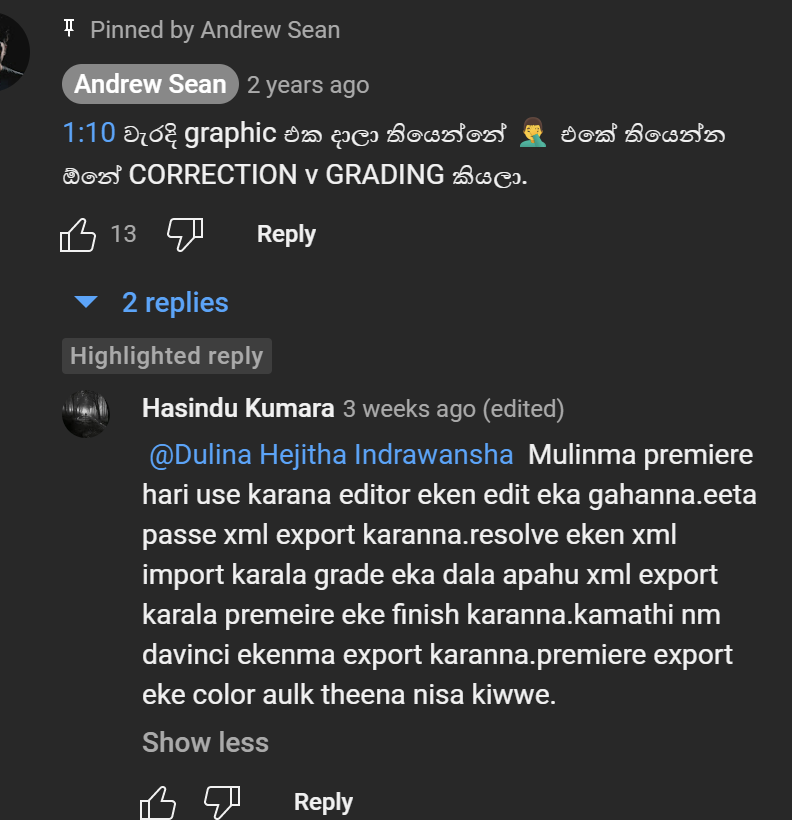 Pinned by Andrew Sean
Andrew Sean 2 years ago
1:10 වැරදි graphic එක දාලා තියෙන්නේ 🤦‍♂️ එකේ තියෙන්න
ඕනේ CORRECTION v GRADING කියලා.
13 Reply
2 replies
Highlighted reply
Hasindu Kumara 3 weeks ago (edited)
@Dulina Hejitha Indrawansha Mulinma premiere
hari use karana editor eken edit eka gahanna.eeta
passe xml export karanna.resolve eken xml
import karala grade eka dala apahu xml export
karala premeire eke finish karanna.kamathi nm
davinci ekenma export karanna.premiere export
eke color aulk theena nisa kiwwe.
Show less
Reply